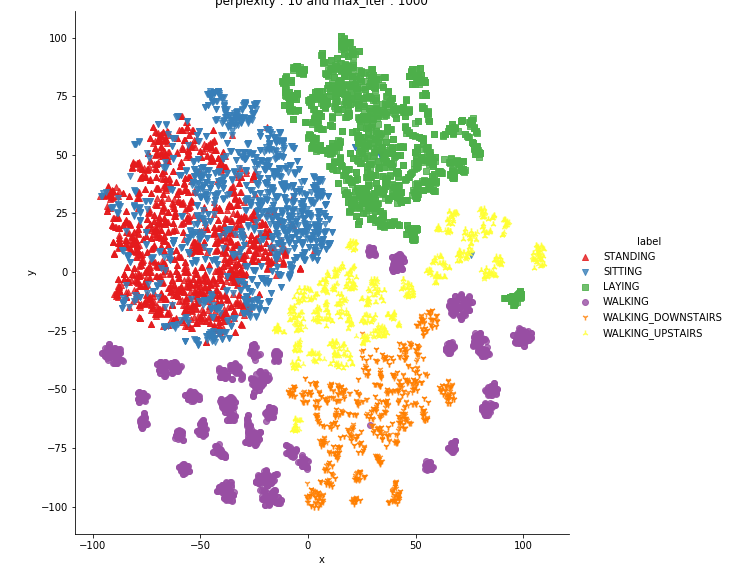 perplexity : 10 and max_iter : 1000
100
75
50
25
0
−25
−50
−75
−100
y
−100
−50
0
50
100
x
label
STANDING
SITTING
LAYING
WALKING
WALKING_DOWNSTAIRS
WALKING_UPSTAIRS